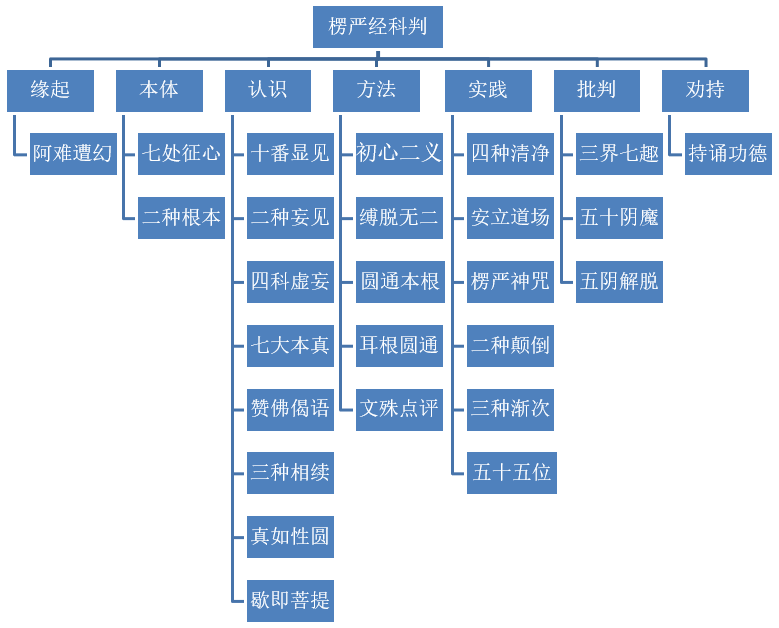 楞严经科判
缘起
本体
认识
方法
实践
批判
劝持
阿难遭幻
七处征心
十番显见
初心二义
四种清净
三界七趣
持诵功德
二种根本
二种妄见
缚脱无二
安立道场
五十阴魔
四科虚妄
圆通本根
楞严神咒
五阴解脱
七大本真
耳根圆通
二种颠倒
赞佛偈语
文殊点评
三种渐次
三种相续
五十五位
真如性圆
歇即菩提